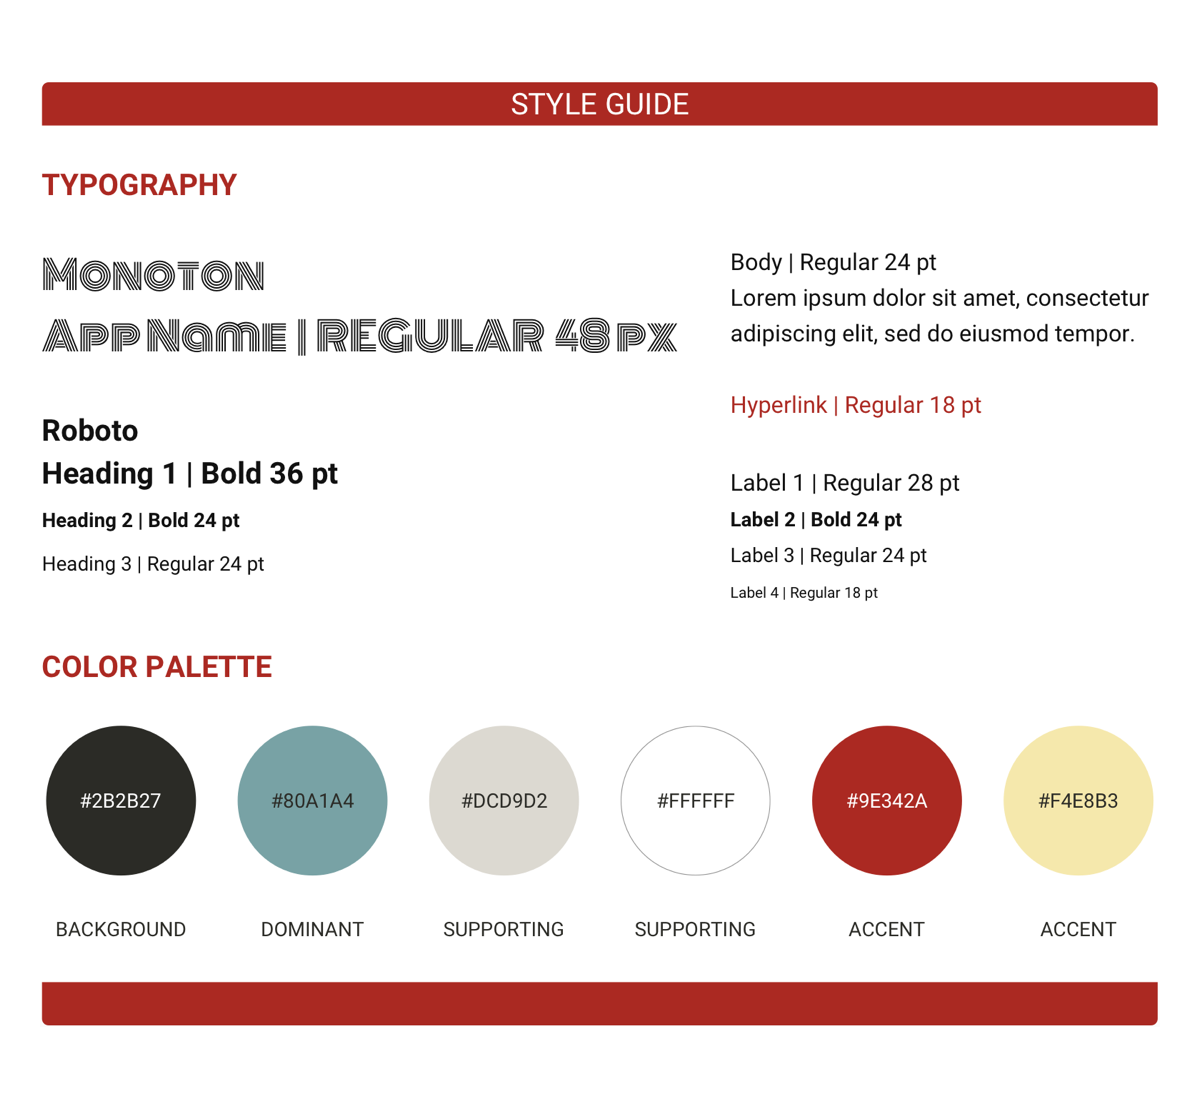 STYLE GUIDE
TYPOGRAPHY
Monoton
App Name | REGULAR 48 px
Roboto
Heading 1 | Bold 36 pt
Heading 2 | Bold 24 pt
Heading 3 | Regular 24 pt
Body | Regular 24 pt
Lorem ipsum dolor sit amet, consectetur
adipiscing elit, sed do eiusmod tempor.
Hyperlink | Regular 18 pt
Label 1 | Regular 28 pt
Label 2 | Bold 24 pt
Label 3 | Regular 24 pt
Label 4 | Regular 18 pt
COLOR PALETTE
#2B2B27
#80A1A4
#DCD9D2
#FFFFFF
#9E342A
#F4E8B3
BACKGROUND
DOMINANT
SUPPORTING
SUPPORTING
ACCENT
ACCENT